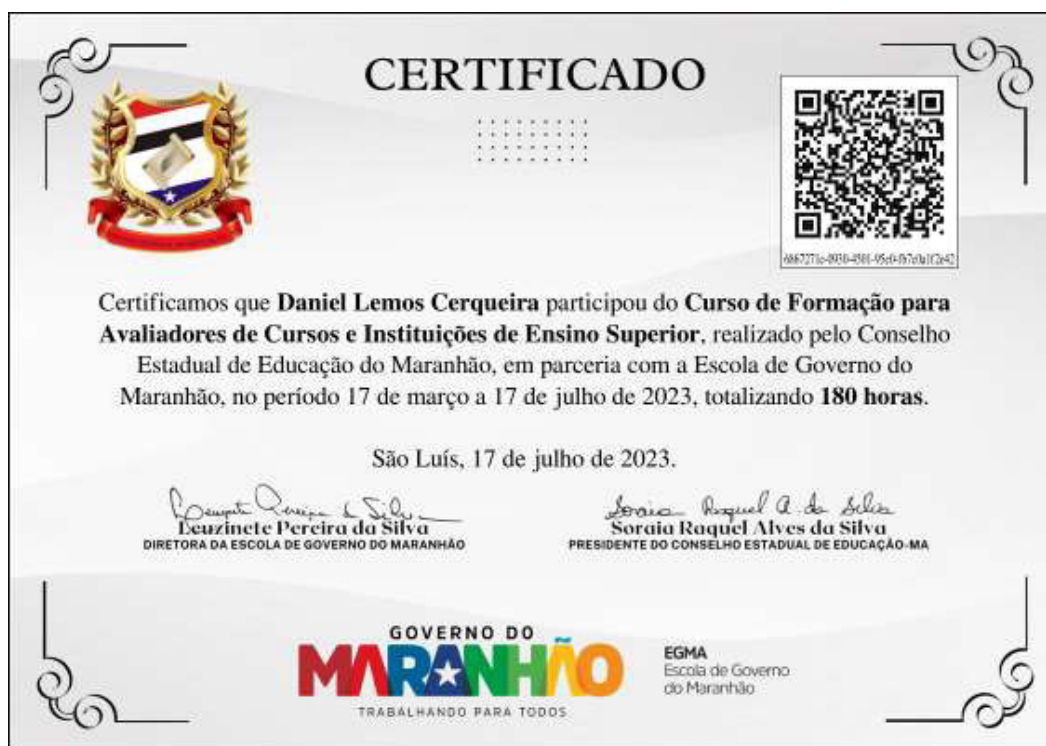 CERTIFICADO
Certificamos que Daniel Lemos Cerqueira participou do Curso de Formação para
Avaliadores de Cursos e Instituições de Ensino Superior, realizado pelo Conselho
Estadual de Educação do Maranhão, em parceria com a Escola de Governo do
Maranhão, no período 17 de março a 17 de julho de 2023, totalizando 180 horas.
São Luís, 17 de julho de 2023.
Leuzinete Pereira da Silva
DIRETORA DA ESCOLA DE GOVERNO DO MARANHÃO
Soraia Raquel A. da Silva
Soraia Raquel Alves da Silva
PRESIDENTE DO CONSELHO ESTADUAL DE EDUCAÇÃO-MA
GOVERNO DO
MARANHÃO
TRABALHANDO PARA TODOS
EGMA
Escola de Governo
do Maranhão